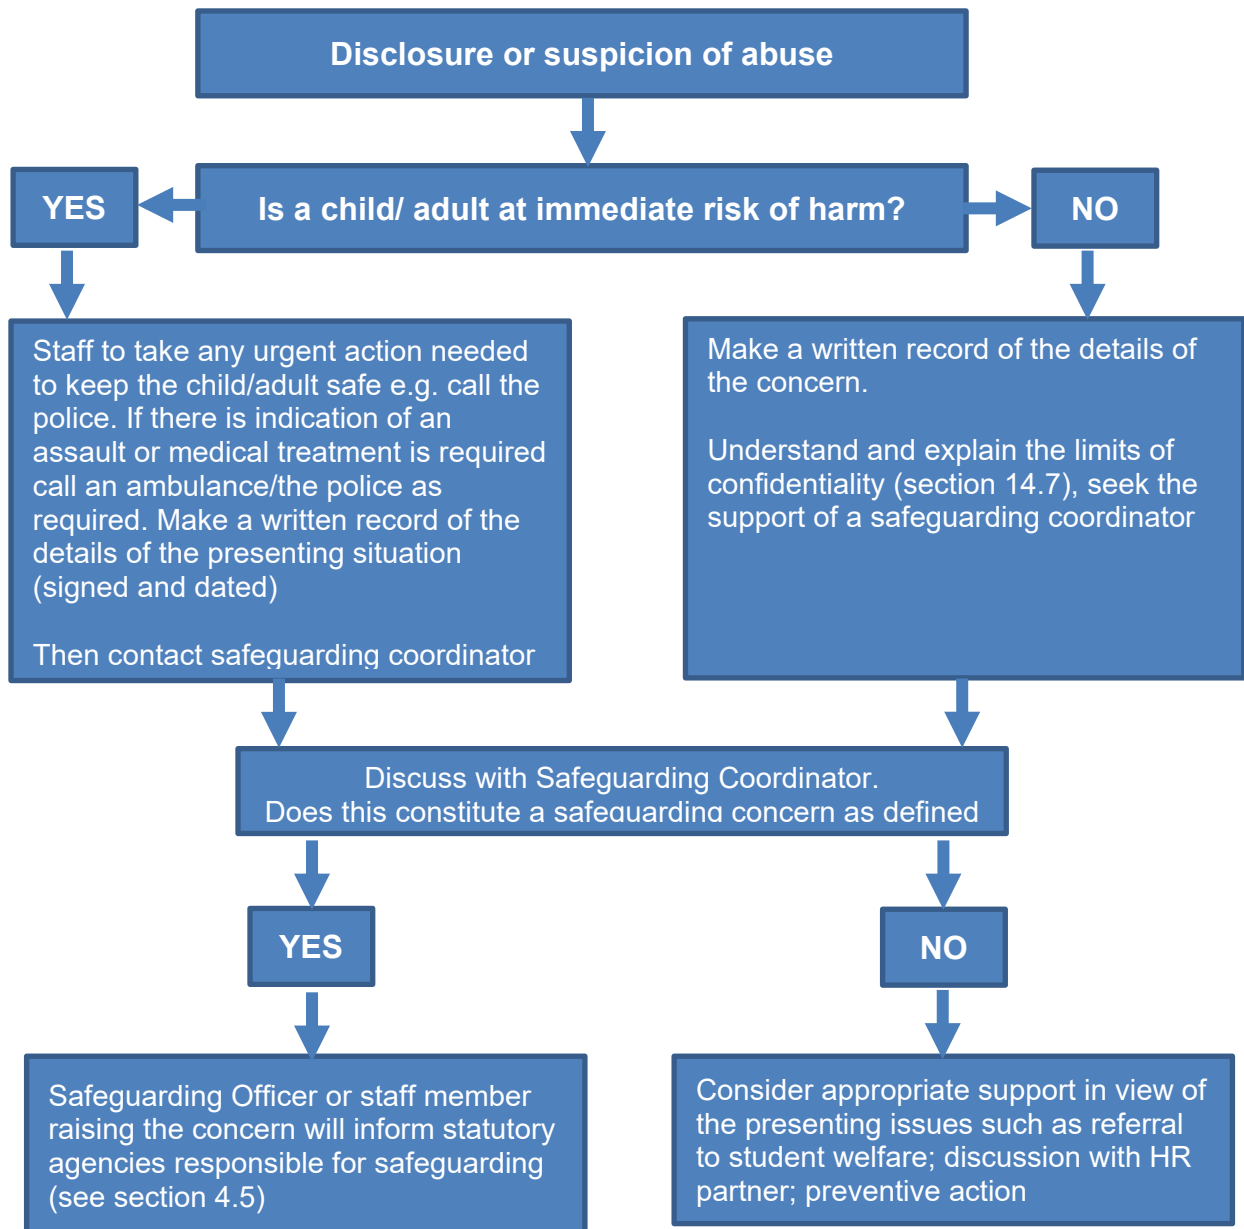 Disclosure or suspicion of abuse
YES
Is a child/ adult at immediate risk of harm?
NO
Staff to take any urgent action needed
to keep the child/adult safe e.g. call the
police. If there is indication of an
assault or medical treatment is required
call an ambulance/the police as
required. Make a written record of the
details of the presenting situation
(signed and dated)
Then contact safeguarding coordinator
Make a written record of the details of
the concern.
Understand and explain the limits of
confidentiality (section 14.7), seek the
support of a safeguarding coordinator
Discuss with Safeguarding Coordinator.
Does this constitute a safeguarding concern as defined
YES
NO
Safeguarding Officer or staff member
raising the concern will inform statutory
agencies responsible for safeguarding
(see section 4.5)
Consider appropriate support in view of
the presenting issues such as referral
to student welfare; discussion with HR
partner; preventive action